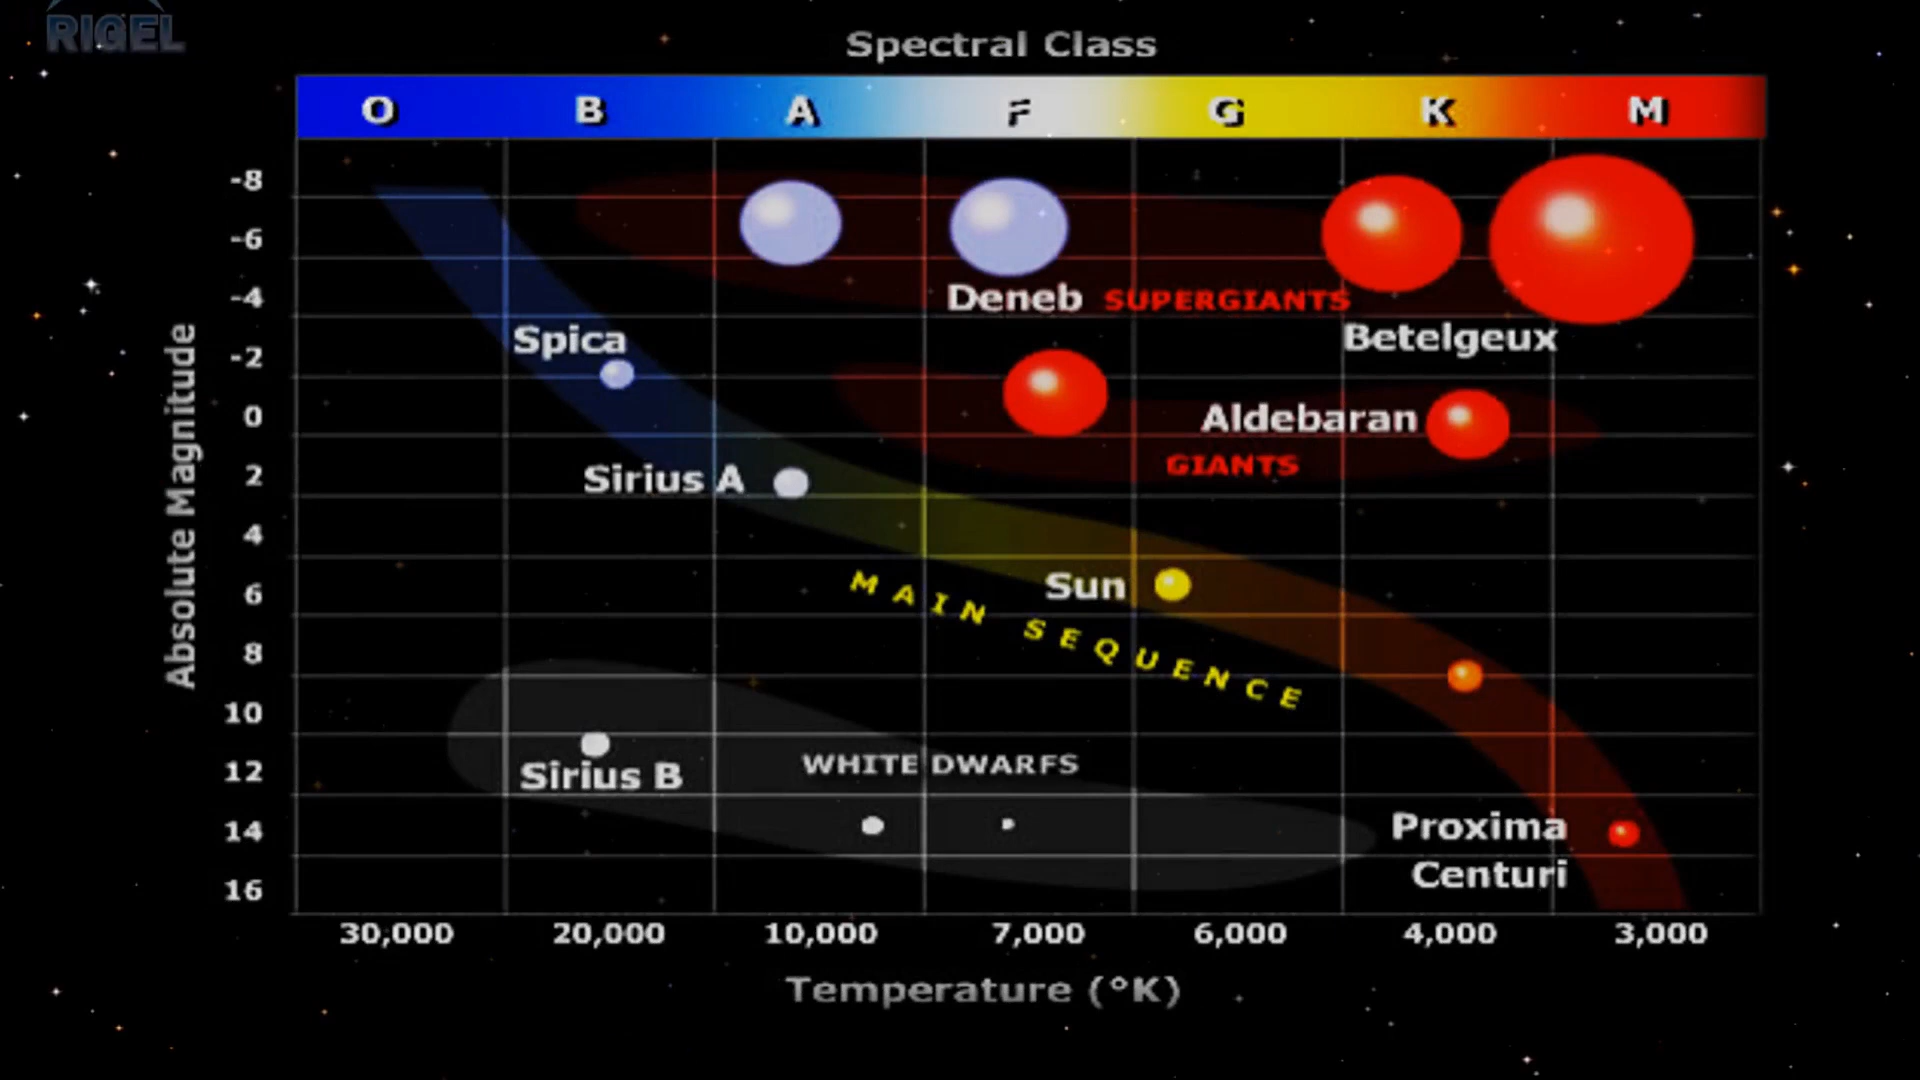 RIGEL
Spectral Class
O B A F G K M
-8
-6
-4
-2
0
2
4
6
8
10
12
14
16
Absolute Magnitude
Deneb SUPERGIANTS
Betelgeux
Spica
Aldebaran
GIANTS
Sirius A
Sun
MAIN SEQUENCE
WHITE DWARFS
Sirius B
Proxima
Centuri
30,000 20,000 10,000 7,000 6,000 4,000 3,000
Temperature (°K)